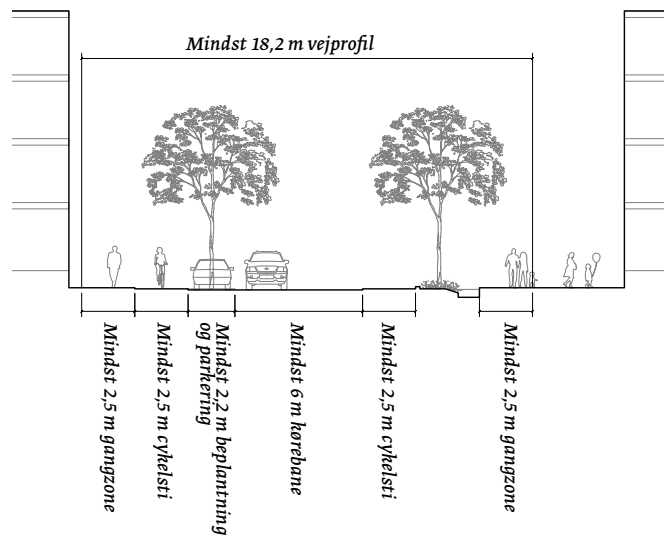 Mindst 18,2 m vejprofil
Mindst 2,5 m gangzone
Mindst 2,5 m cykelsti
Mindst 2,2 m beplantning
og parkering
Mindst 6 m kørebane
Mindst 2,5 m cykelsti
Mindst 2,5 m gangzone